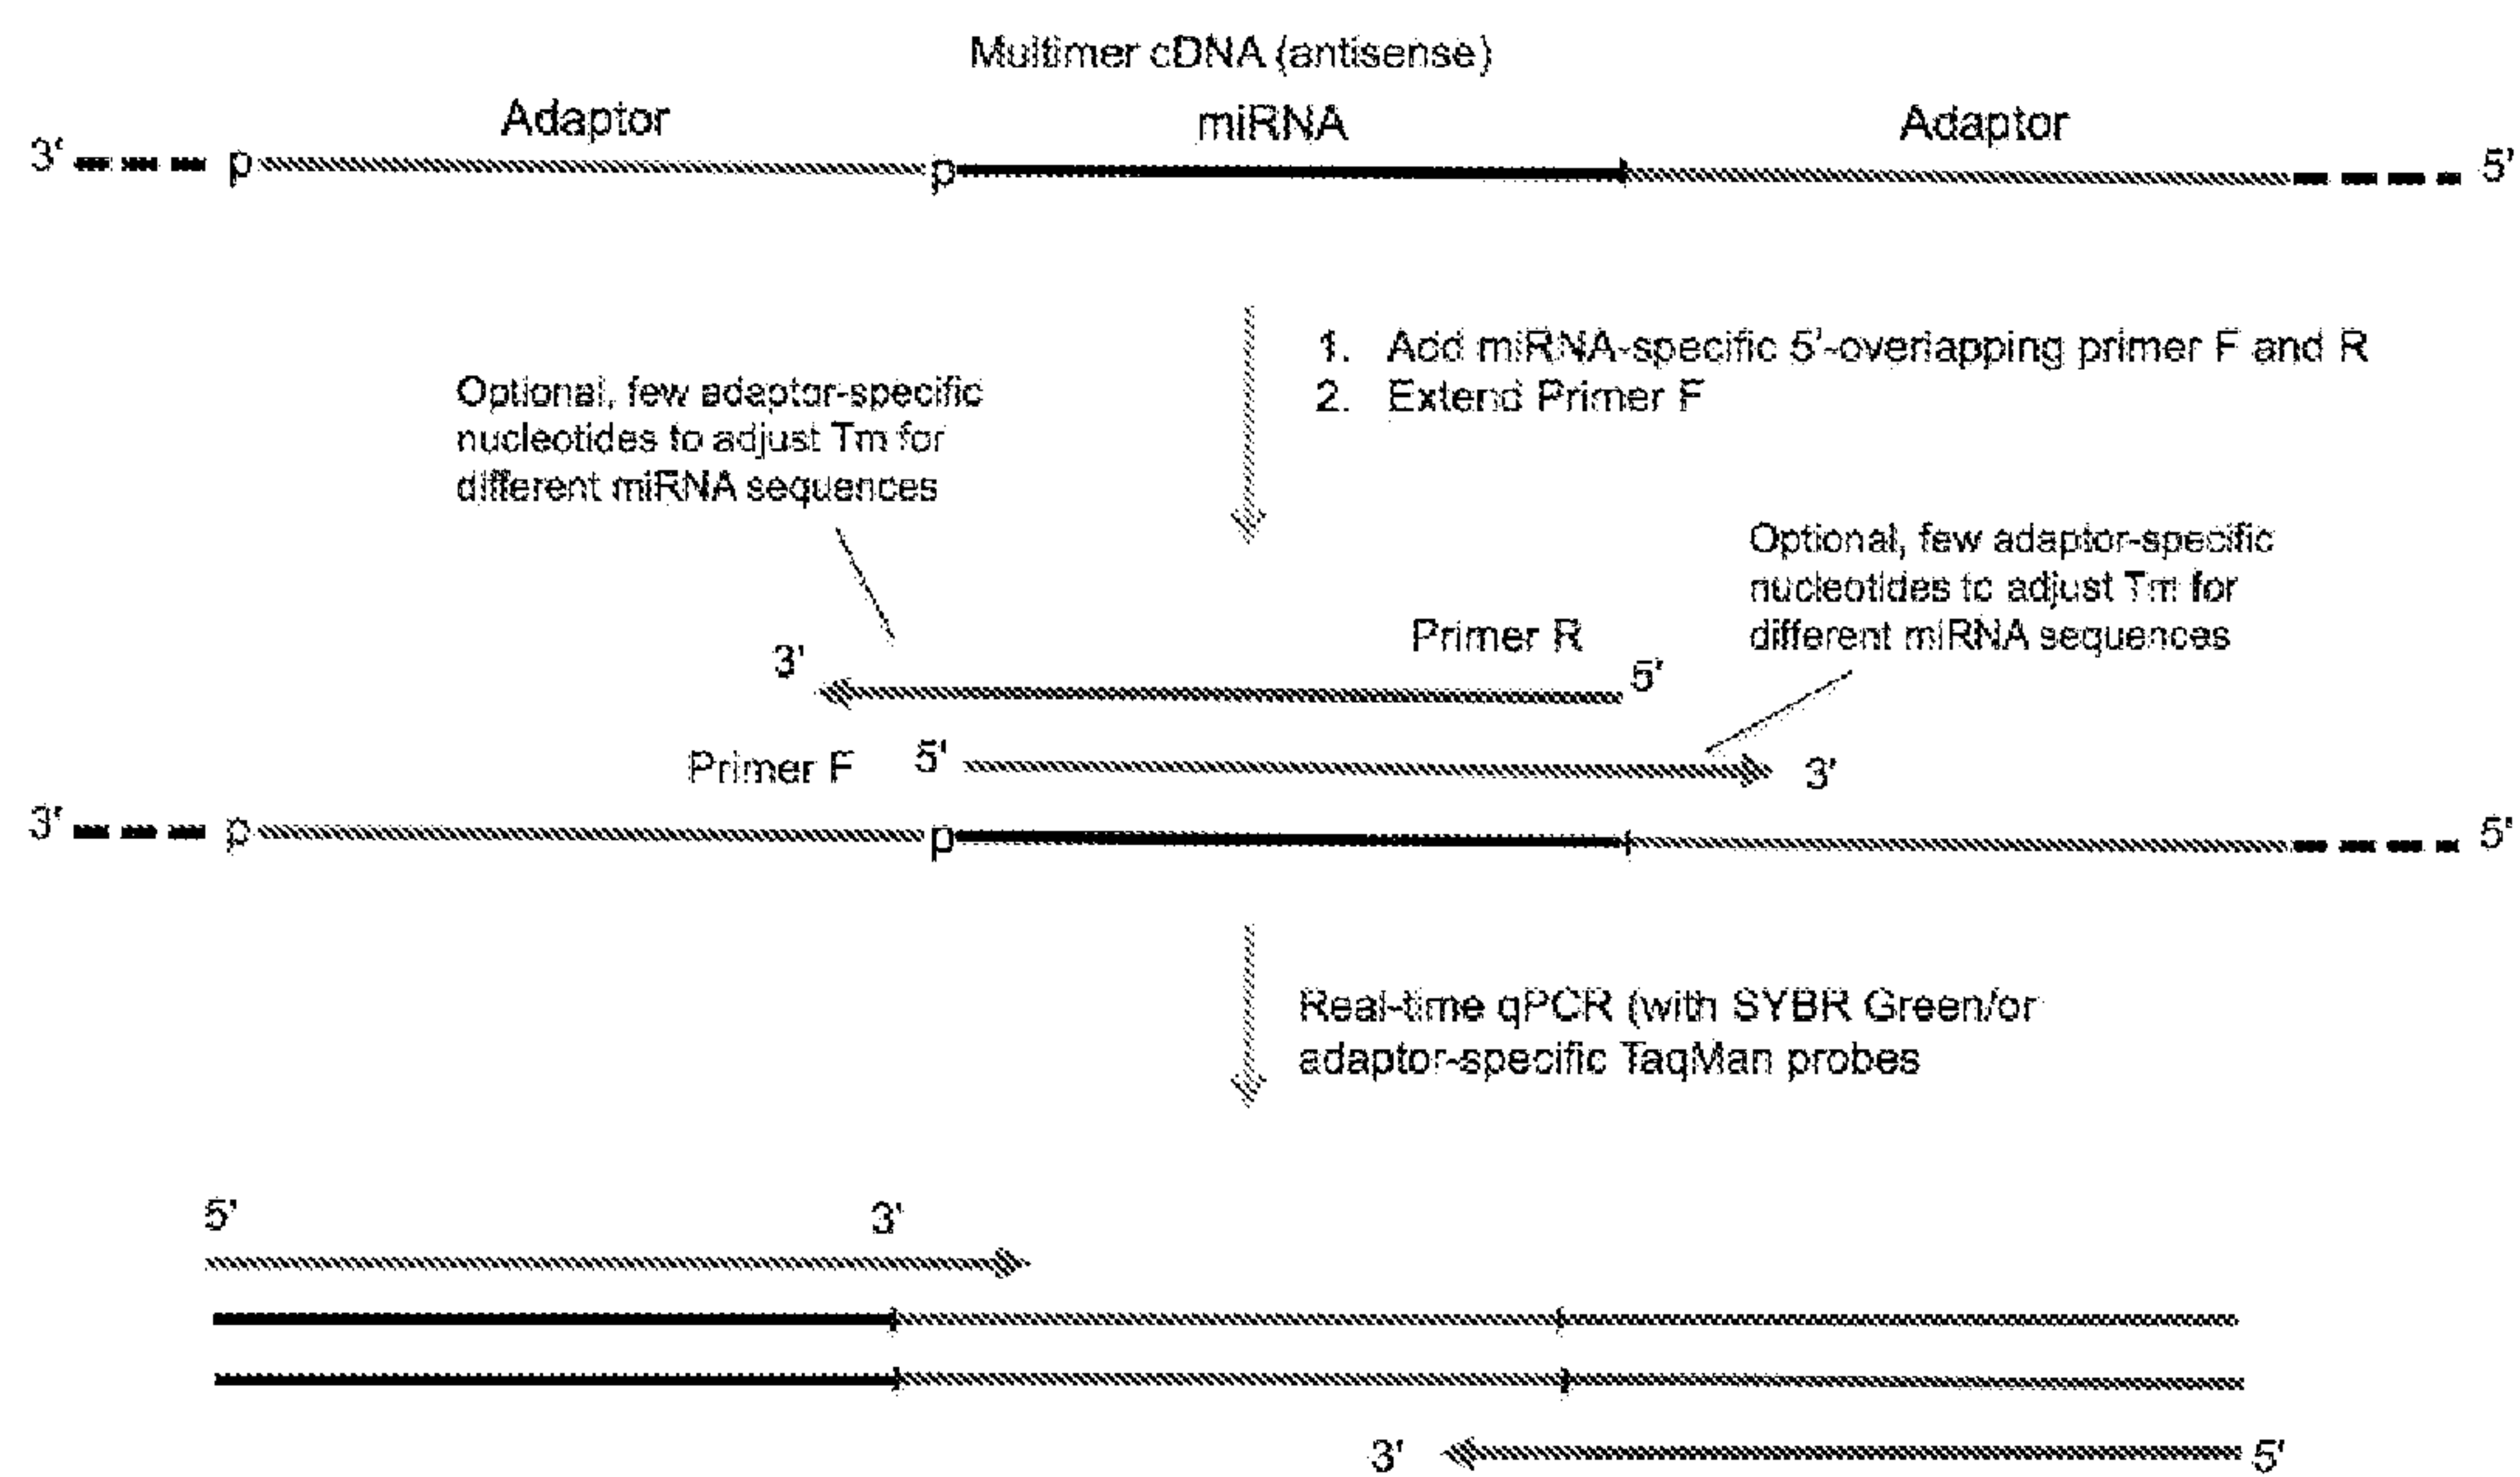 Multimer cDNA (antisense)
Adaptor miRNA Adaptor
3' p p 5'
1. Add miRNA-specific 5'-overlapping primer F and R
2. Extend Primer F
Optional, few adaptor-specific
nucleotides to adjust Tm for
different miRNA sequences
Optional, few adaptor-specific
nucleotides to adjust Tm for
different miRNA sequences
Primer R
3' 5'
Primer F 5' 3'
3' p p 5'
Real-time qPCR (with SYBR Green/or
adaptor-specific TaqMan probes
5' 3'
3' 5'